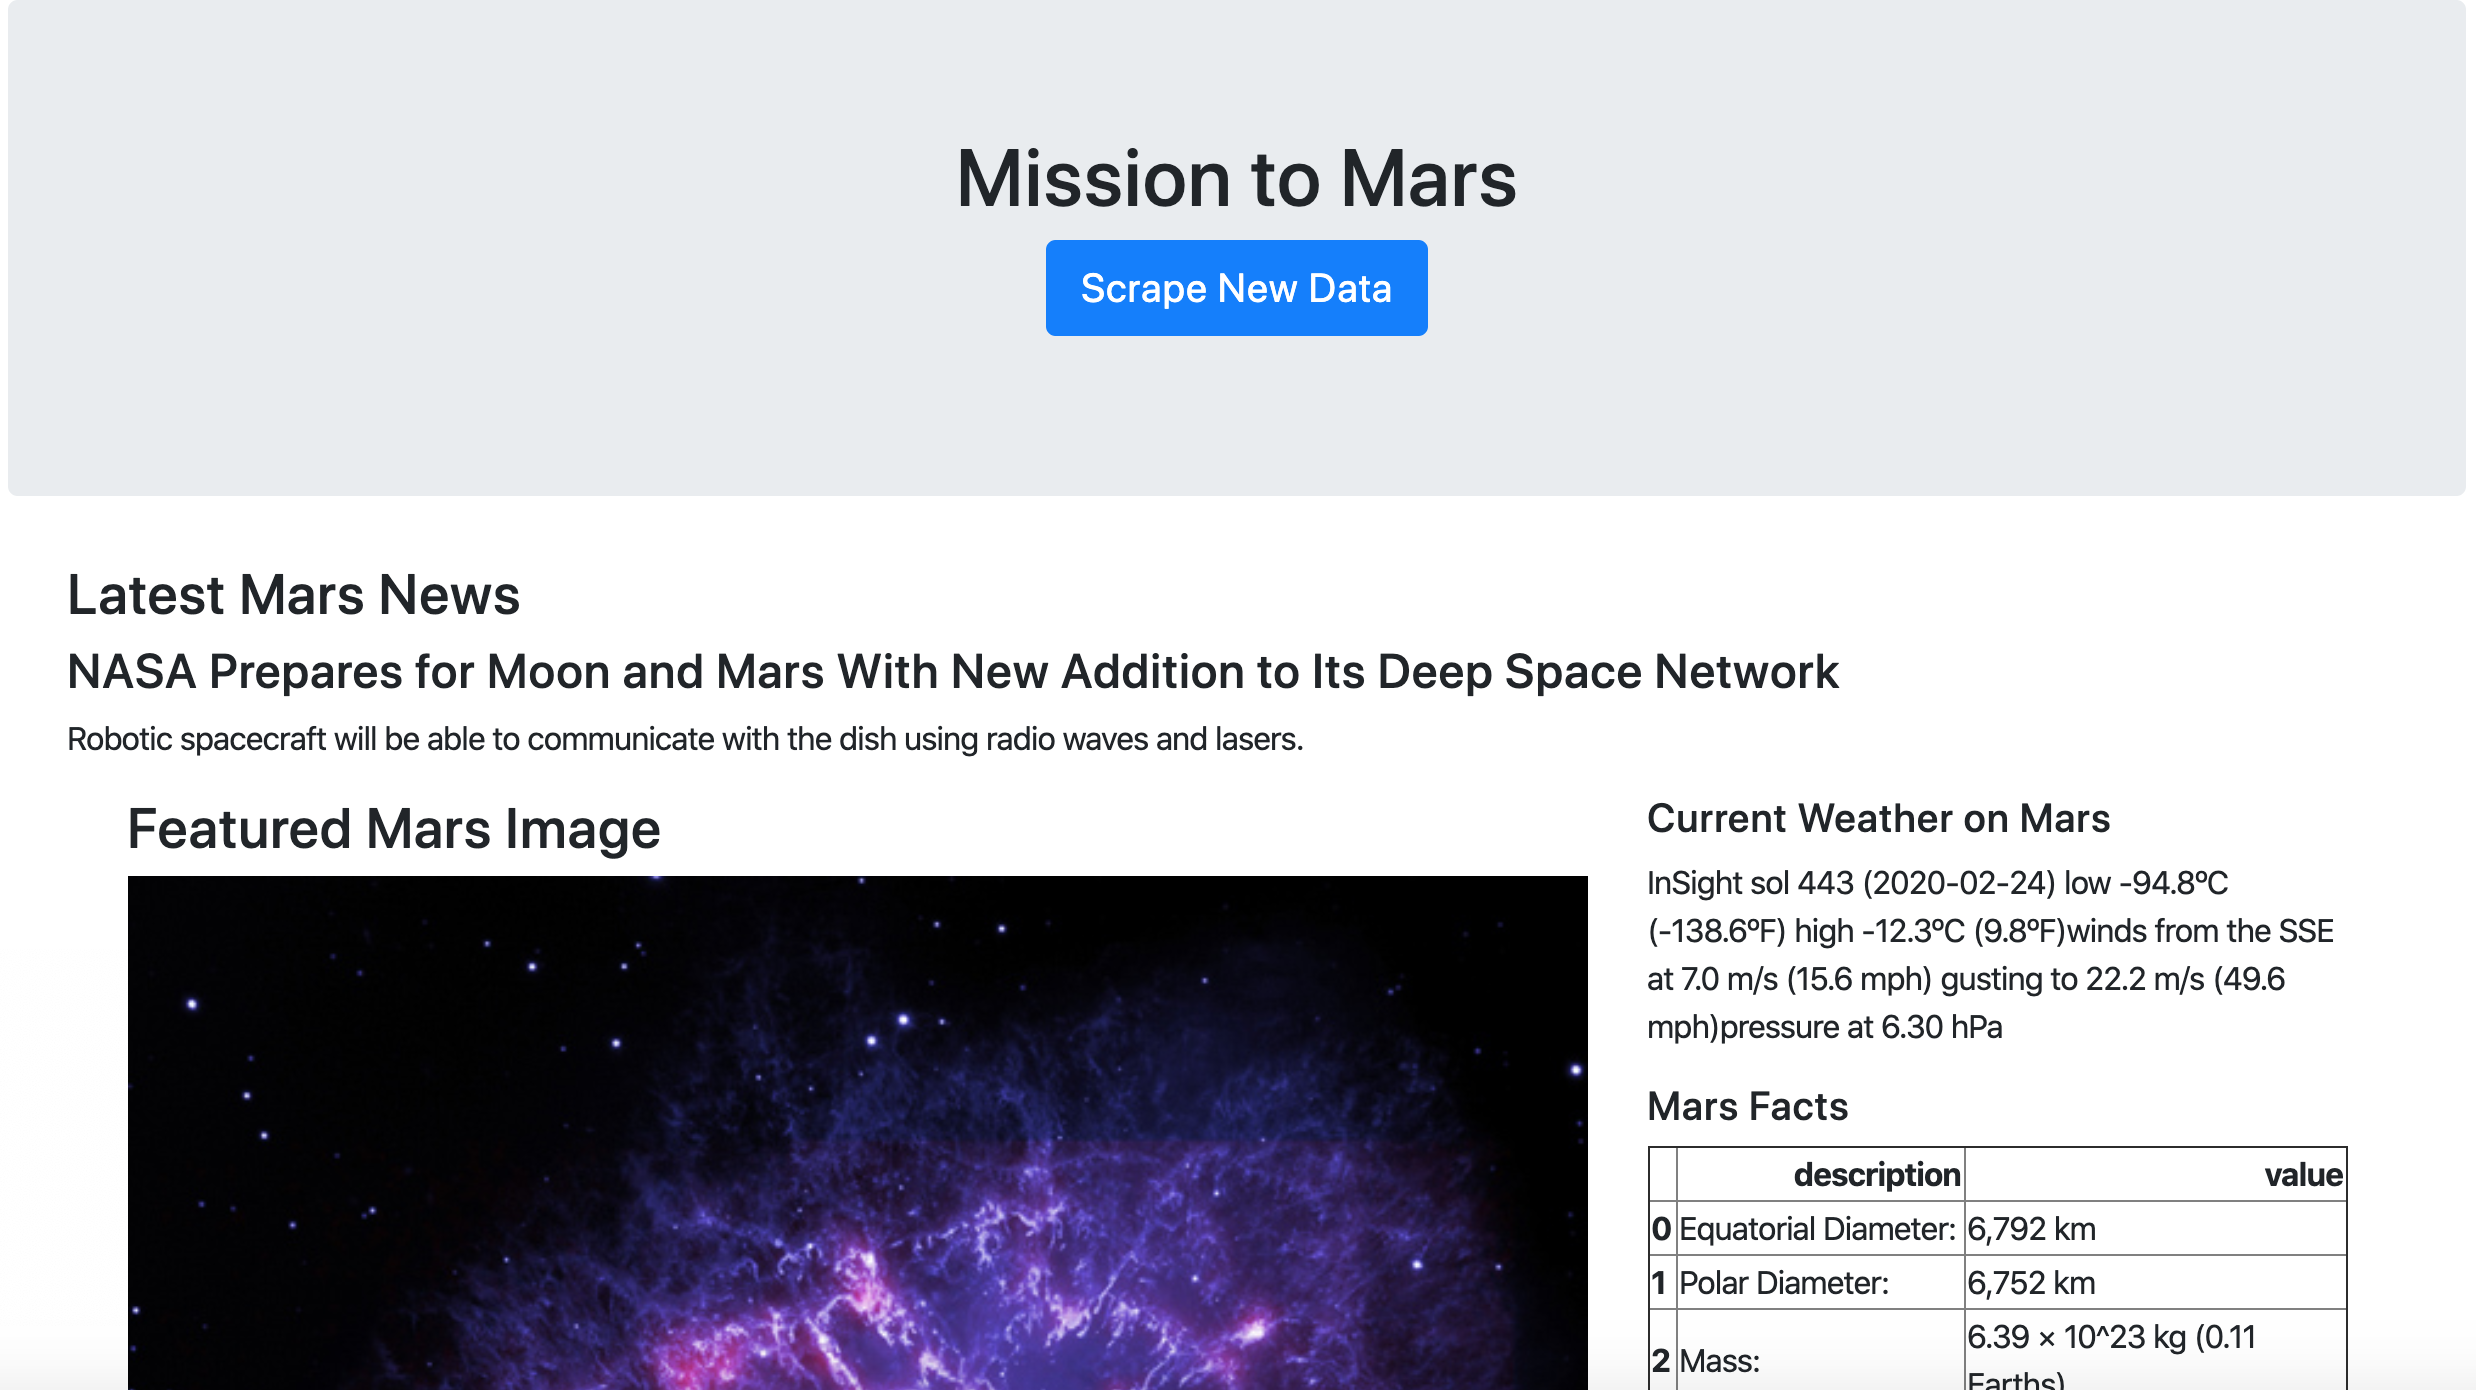 Mission to Mars
Scrape New Data
Latest Mars News
NASA Prepares for Moon and Mars With New Addition to Its Deep Space Network
Robotic spacecraft will be able to communicate with the dish using radio waves and lasers.
Featured Mars Image
Current Weather on Mars
InSight sol 443 (2020-02-24) low -94.8ºC
(-138.6ºF) high -12.3ºC (9.8ºF)winds from the SSE
at 7.0 m/s (15.6 mph) gusting to 22.2 m/s (49.6
mph)pressure at 6.30 hPa
Mars Facts
description value
0 Equatorial Diameter: 6,792 km
1 Polar Diameter: 6,752 km
2 Mass: 6.39 × 10^23 kg (0.11
Earths)